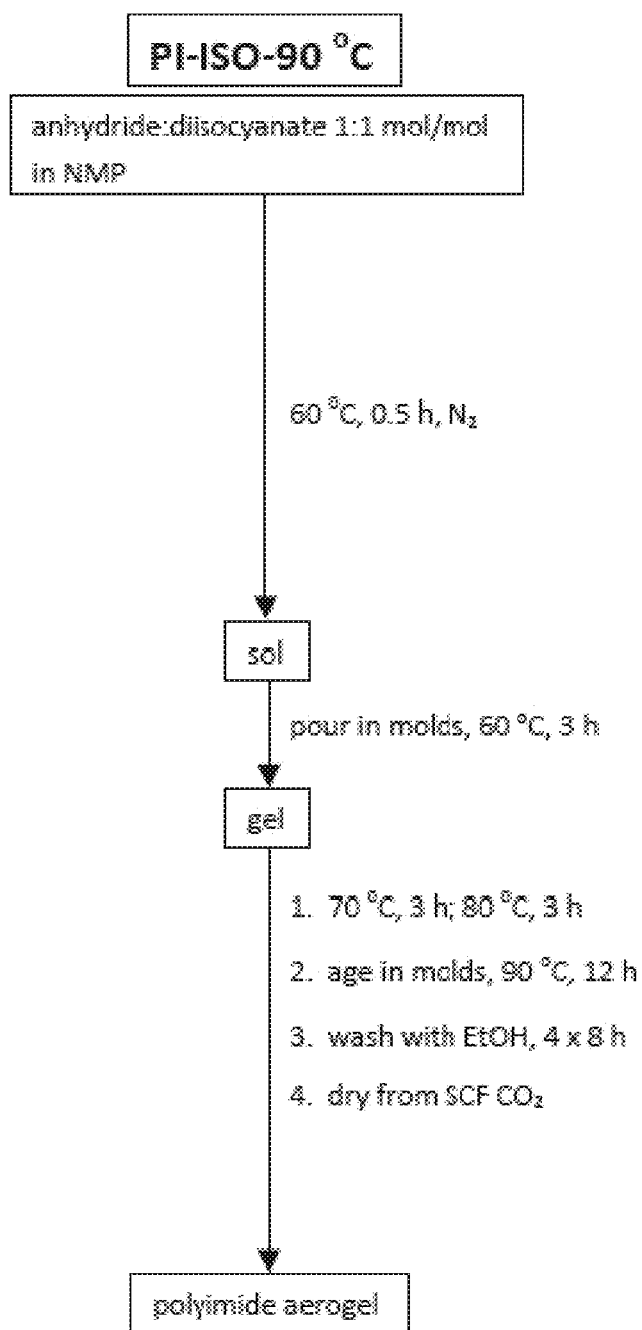 PI-ISO-90 °C
anhydride:diisocyanate 1:1 mol/mol
in NMP
60 °C, 0.5 h, N₂
sol
pour in molds, 60 °C, 3 h
gel
1. 70 °C, 3 h; 80 °C, 3 h
2. age in molds, 90 °C, 12 h
3. wash with EtOH, 4 x 8 h
4. dry from SCF CO₂
polyimide aerogel